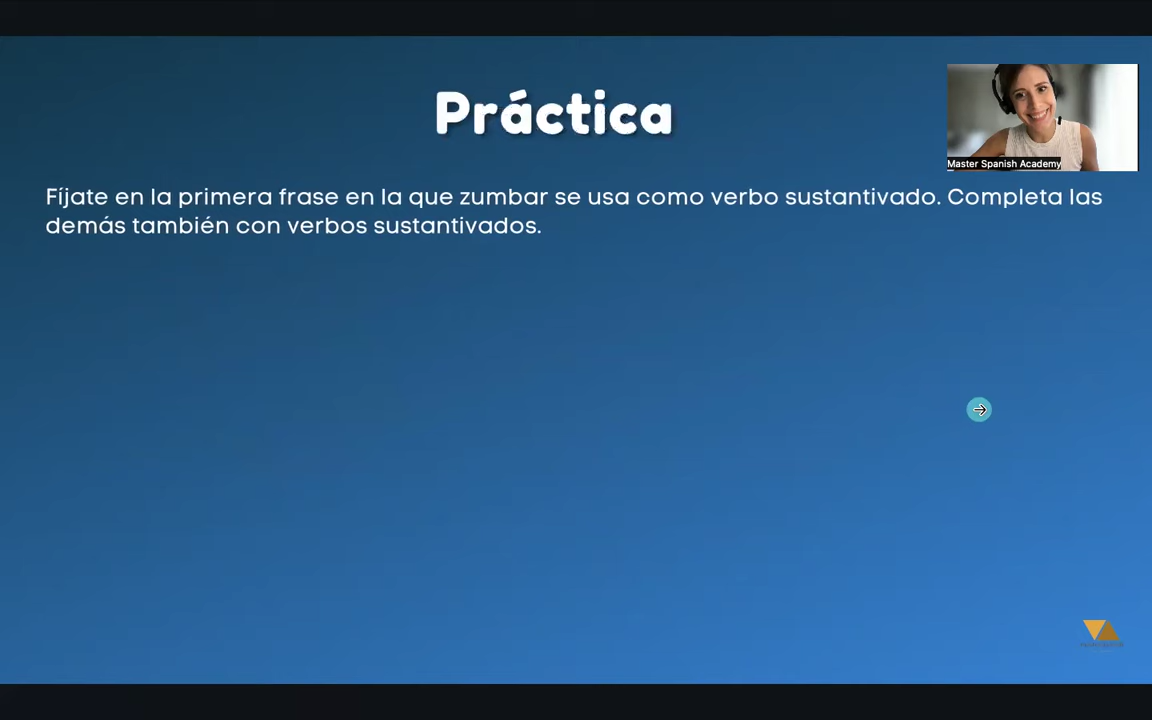 Práctica
Master Spanish Academy
Fíjate en la primera frase en la que zumbar se usa como verbo sustantivado. Completa las
demás también con verbos sustantivados.